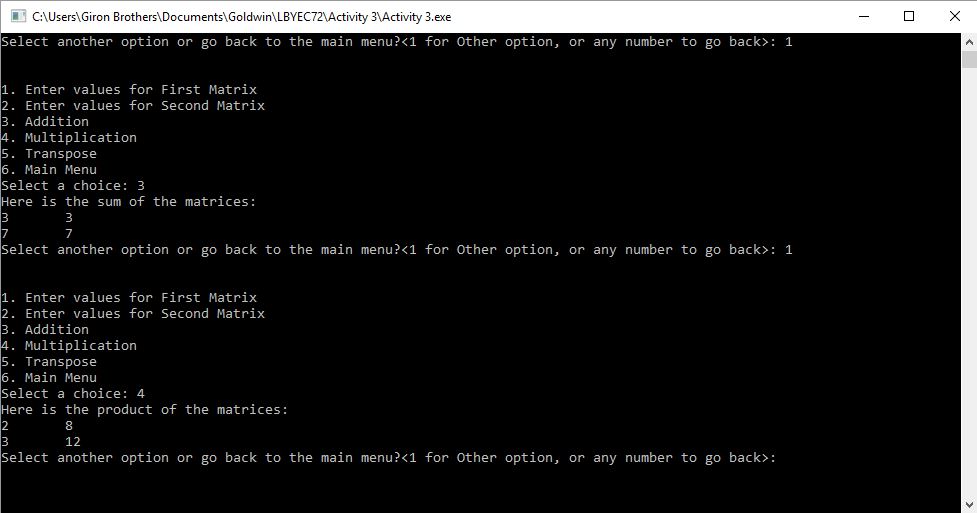 C:\Users\Giron Brothers\Documents\Goldwin\LBYEC72\Activity 3\Activity 3.exe
Select another option or go back to the main menu?<1 for Other option, or any number to go back>: 1
1. Enter values for First Matrix
2. Enter values for Second Matrix
3. Addition
4. Multiplication
5. Transpose
6. Main Menu
Select a choice: 3
Here is the sum of the matrices:
3       3
7       7
Select another option or go back to the main menu?<1 for Other option, or any number to go back>: 1
1. Enter values for First Matrix
2. Enter values for Second Matrix
3. Addition
4. Multiplication
5. Transpose
6. Main Menu
Select a choice: 4
Here is the product of the matrices:
2       8
3       12
Select another option or go back to the main menu?<1 for Other option, or any number to go back>: